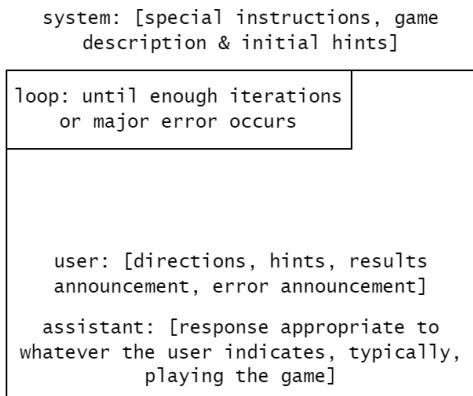 system: [special instructions, game
description & initial hints]
loop: until enough iterations
or major error occurs
user: [directions, hints, results
announcement, error announcement]
assistant: [response appropriate to
whatever the user indicates, typically,
playing the game]